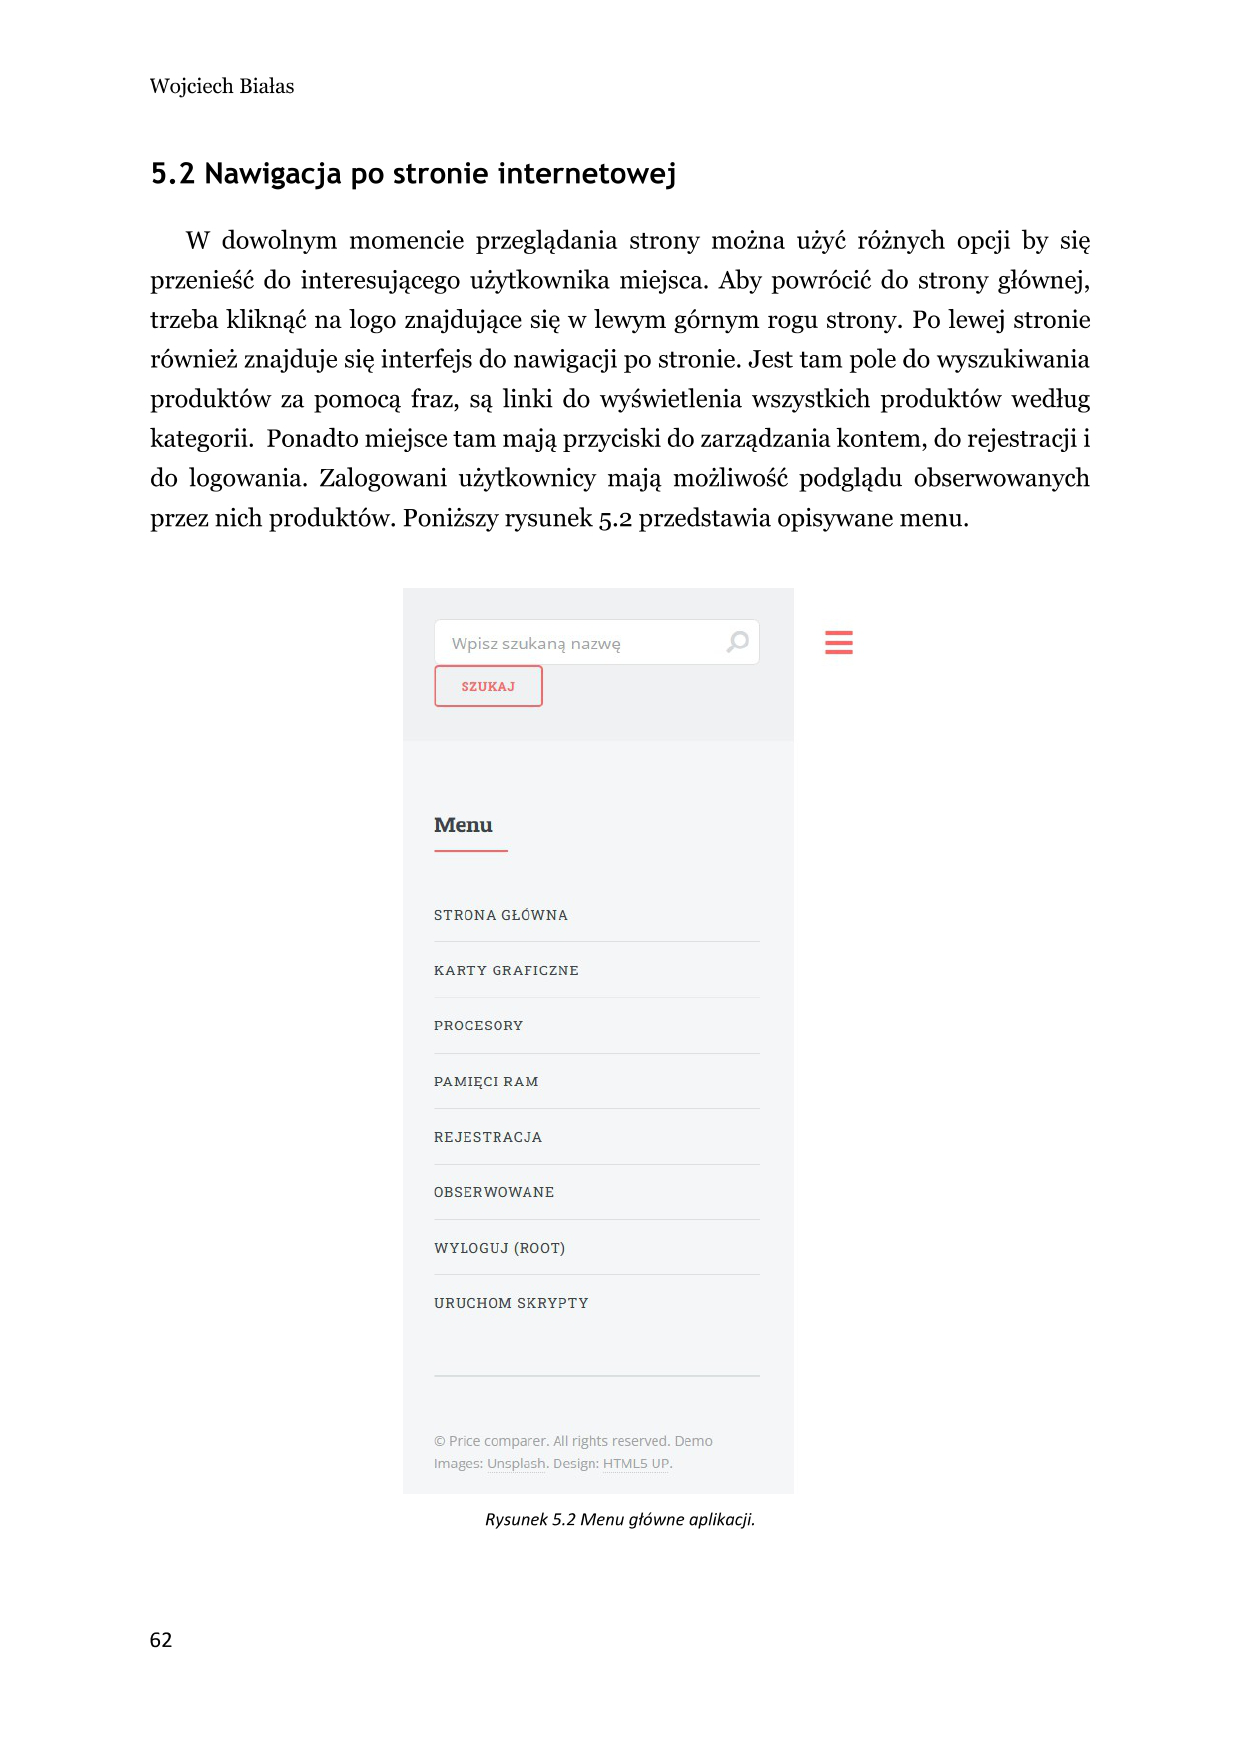 Wojciech Białas
5.2 Nawigacja po stronie internetowej
W dowolnym momencie przeglądania strony można użyć różnych opcji by się
przenieść do interesującego użytkownika miejsca. Aby powrócić do strony głównej,
trzeba kliknąć na logo znajdujące się w lewym górnym rogu strony. Po lewej stronie
również znajduje się interfejs do nawigacji po stronie. Jest tam pole do wyszukiwania
produktów za pomocą fraz, są linki do wyświetlenia wszystkich produktów według
kategorii. Ponadto miejsce tam mają przyciski do zarządzania kontem, do rejestracji i
do logowania. Zalogowani użytkownicy mają możliwość podglądu obserwowanych
przez nich produktów. Poniższy rysunek 5.2 przedstawia opisywane menu.
Wpisz szukaną nazwę
SZUKAJ
Menu
STRONA GŁÓWNA
KARTY GRAFICZNE
PROCESORY
PAMIĘCI RAM
REJESTRACJA
OBSERWOWANE
WYLOGUJ (ROOT)
URUCHOM SKRYPTY
© Price comparer. All rights reserved. Demo
Images: Unsplash. Design: HTML5 UP.
Rysunek 5.2 Menu główne aplikacji.
62